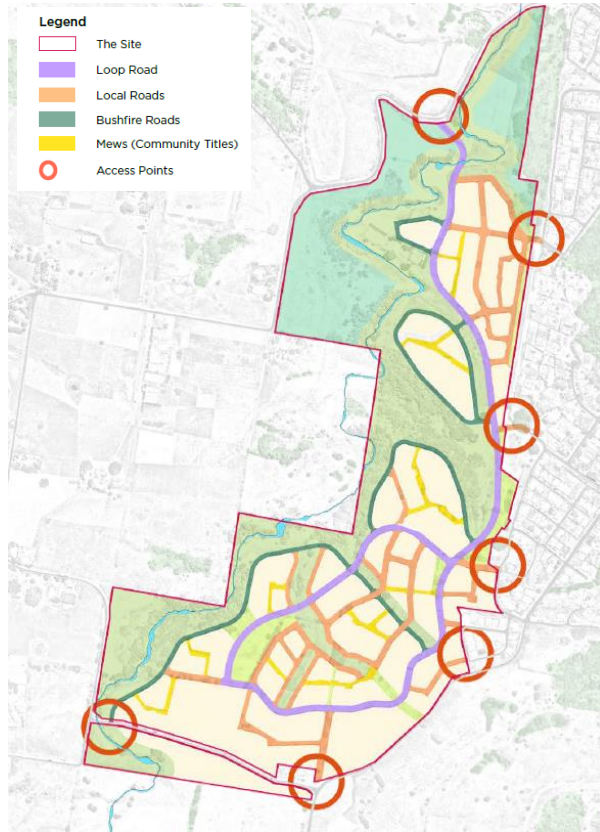 Legend
The Site
Loop Road
Local Roads
Bushfire Roads
Mews (Community Titles)
Access Points